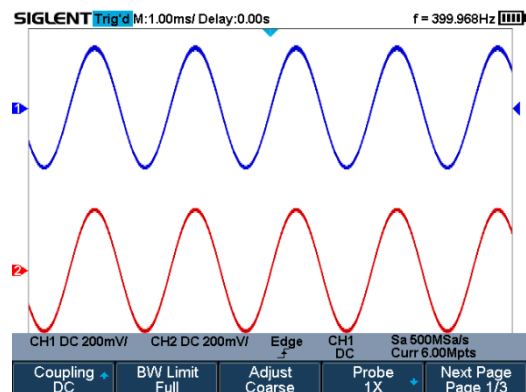 SIGLENT Trig'd M:1.00ms/ Delay:0.00s f = 399.968Hz
1
2
CH1 DC 200mV/ CH2 DC 200mV/ Edge CH1 Sa 500MSa/s
DC Curr 6.00Mpts
Coupling BW Limit Adjust Probe Next Page
DC Full Coarse 1X Page 1/3